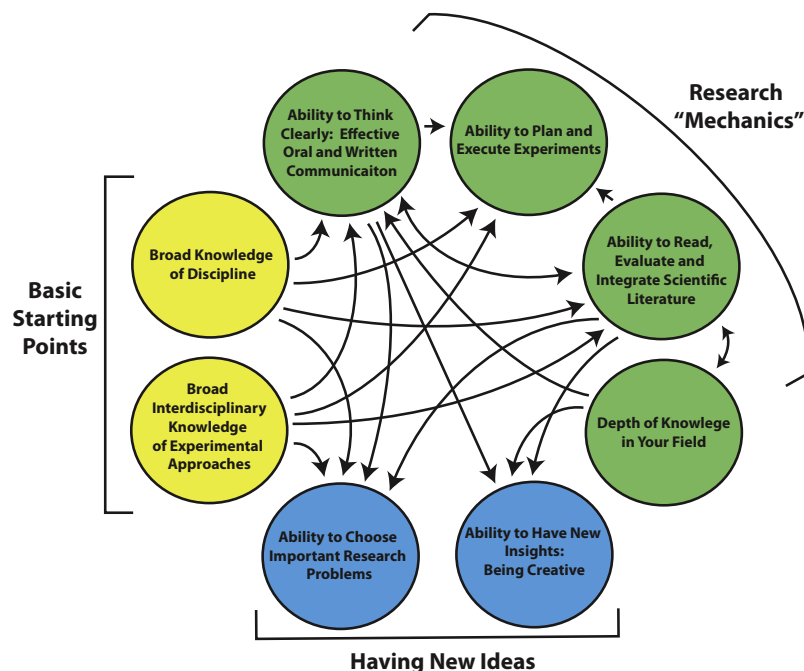 Research
“Mechanics”
Ability to Think
Clearly:  Effective
Oral and Written
Communicaiton
Ability to Plan and
Execute Experiments
Broad Knowledge
of Discipline
Ability to Read,
Evaluate and
Integrate Scientific
Literature
Basic
Starting
Points
Broad
Interdisciplinary
Knowledge
of Experimental
Approaches
Depth of Knowlege
in Your Field
Ability to Choose
Important Research
Problems
Ability to Have New
Insights:
Being Creative
Having New Ideas